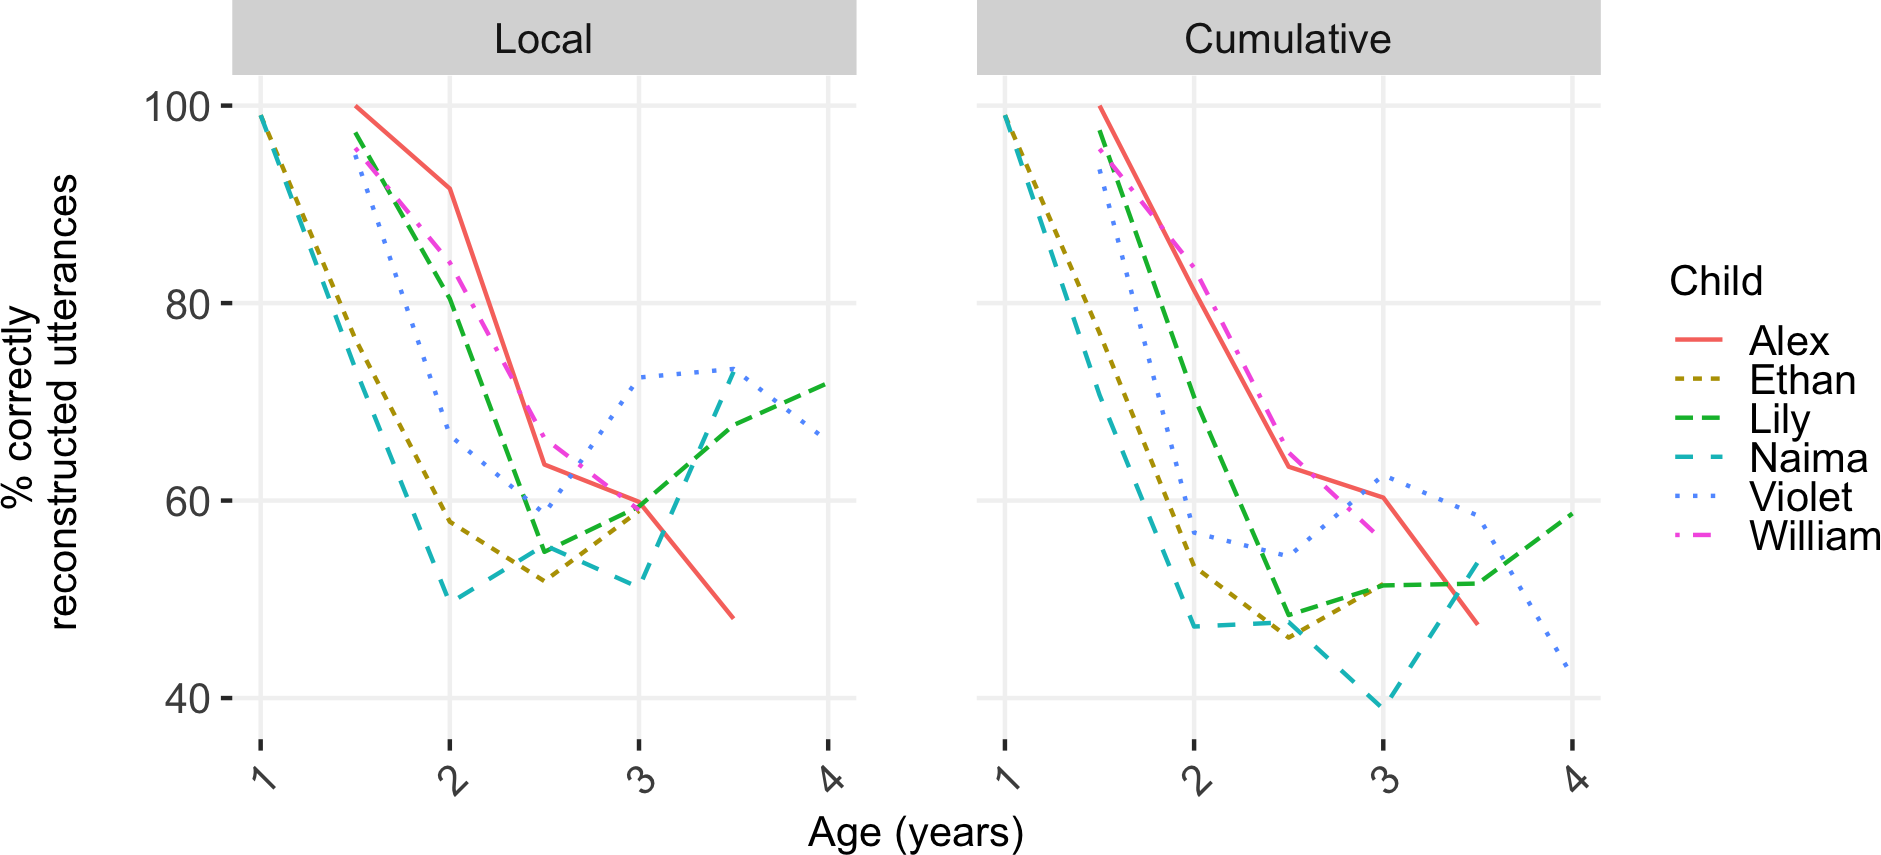 Local
Cumulative
% correctly
reconstructed utterances
100
80
60
40
1
2
3
4
1
2
3
4
Age (years)
Child
Alex
Ethan
Lily
Naima
Violet
William